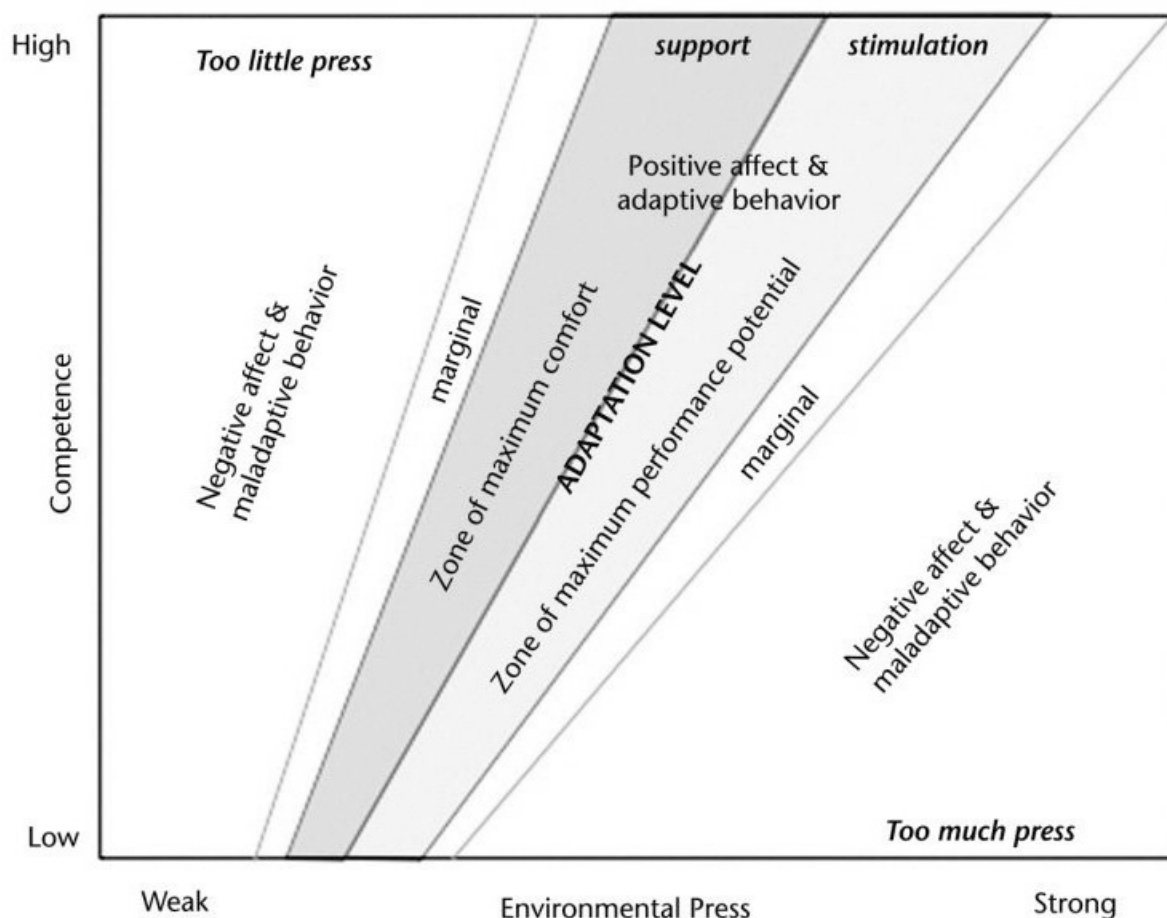 High
Too little press
support
stimulation
Positive affect &
adaptive behavior
Negative affect &
maladaptive behavior
marginal
Zone of maximum comfort
ADAPTATION LEVEL
Zone of maximum performance potential
marginal
Negative affect &
maladaptive behavior
Competence
Low
Too much press
Weak
Environmental Press
Strong